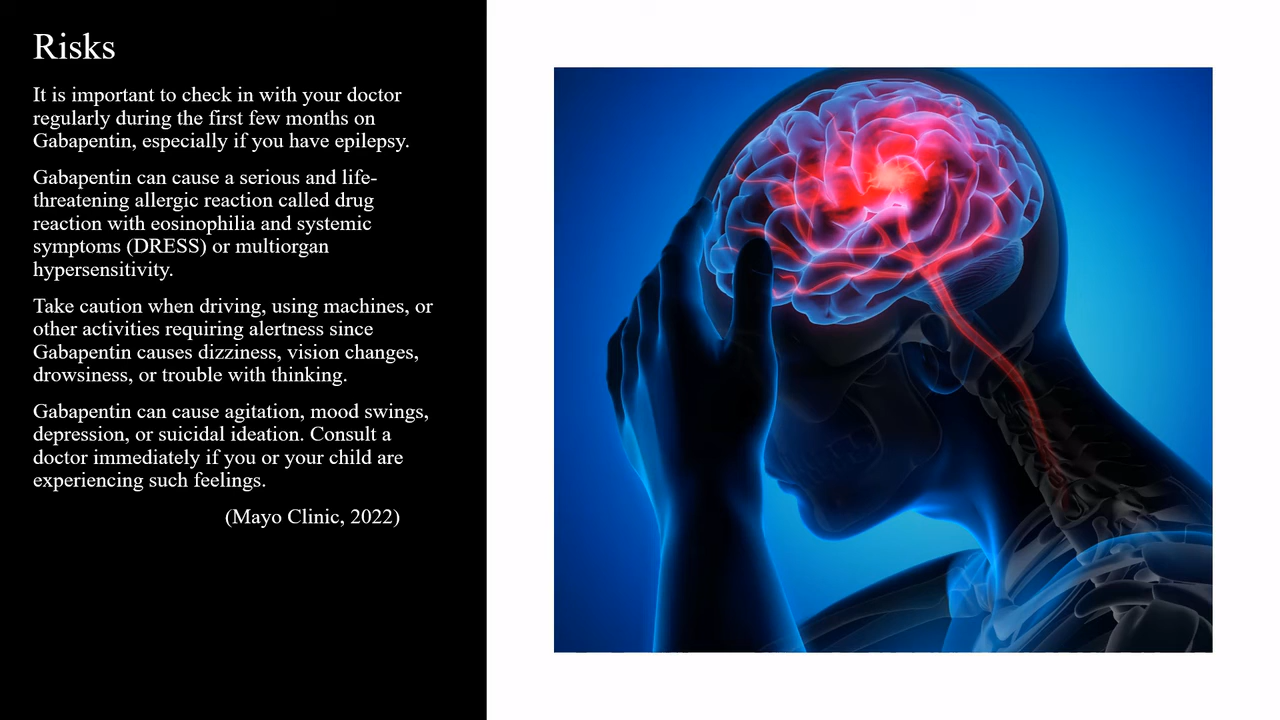 Risks
It is important to check in with your doctor
regularly during the first few months on
Gabapentin, especially if you have epilepsy.
Gabapentin can cause a serious and life-
threatening allergic reaction called drug
reaction with eosinophilia and systemic
symptoms (DRESS) or multiorgan
hypersensitivity.
Take caution when driving, using machines, or
other activities requiring alertness since
Gabapentin causes dizziness, vision changes,
drowsiness, or trouble with thinking.
Gabapentin can cause agitation, mood swings,
depression, or suicidal ideation. Consult a
doctor immediately if you or your child are
experiencing such feelings.
(Mayo Clinic, 2022)